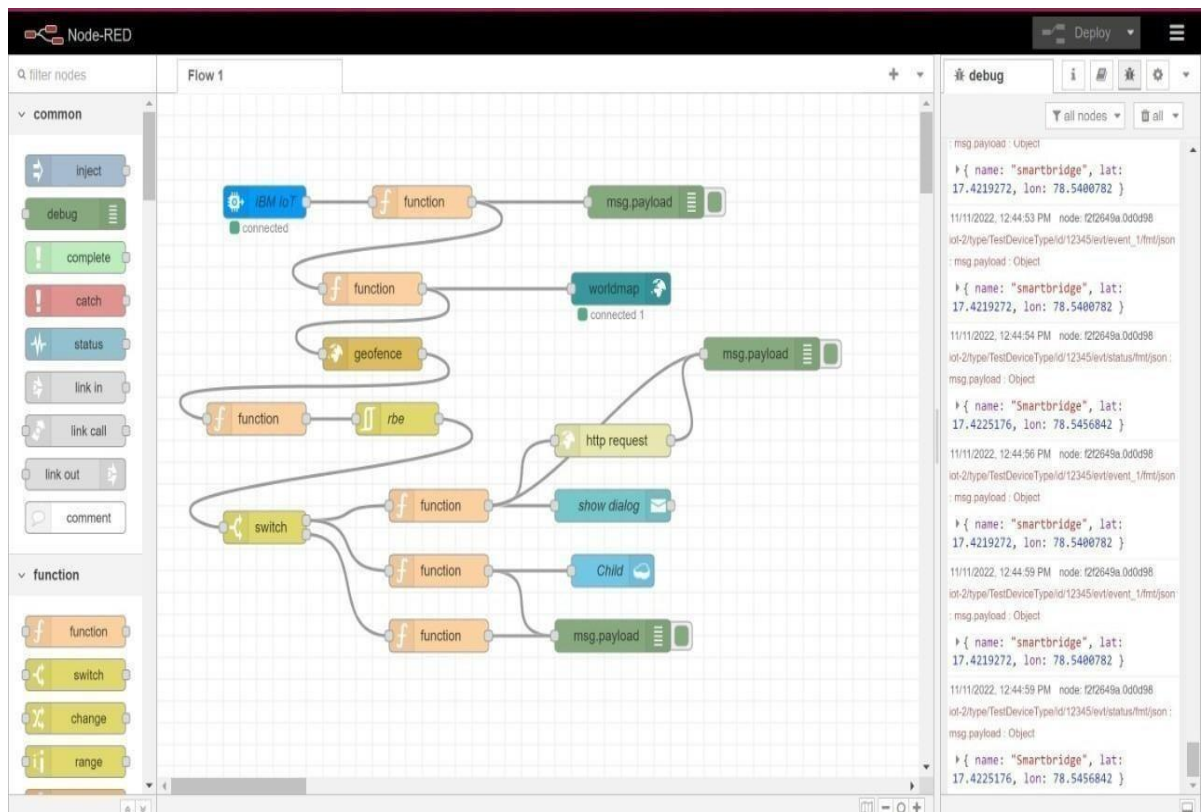 Node-RED
Deploy
filter nodes
Flow 1
debug
i
all nodes
all
common
inject
debug
complete
catch
status
link in
link call
link out
comment
function
function
switch
change
range
IBM IoT
connected
function
msg.payload
function
worldmap
connected 1
geofence
msg.payload
function
rbe
http request
switch
function
show dialog
function
Child
function
msg.payload
: msg.payload : Object
{ name: "smartbridge", lat:
17.4219272, lon: 78.5400782 }
11/11/2022, 12:44:53 PM node: f2f2649a.0d0d98
iot-2/type/TestDeviceType/id/12345/evt/event_1/fmt/json
: msg.payload : Object
{ name: "smartbridge", lat:
17.4219272, lon: 78.5400782 }
11/11/2022, 12:44:54 PM node: f2f2649a.0d0d98
iot-2/type/TestDeviceType/id/12345/evt/status/fmt/json :
msg.payload : Object
{ name: "Smartbridge", lat:
17.4225176, lon: 78.5456842 }
11/11/2022, 12:44:56 PM node: f2f2649a.0d0d98
iot-2/type/TestDeviceType/id/12345/evt/event_1/fmt/json
: msg.payload : Object
{ name: "smartbridge", lat:
17.4219272, lon: 78.5400782 }
11/11/2022, 12:44:59 PM node: f2f2649a.0d0d98
iot-2/type/TestDeviceType/id/12345/evt/event_1/fmt/json
: msg.payload : Object
{ name: "smartbridge", lat:
17.4219272, lon: 78.5400782 }
11/11/2022, 12:44:59 PM node: f2f2649a.0d0d98
iot-2/type/TestDeviceType/id/12345/evt/status/fmt/json :
msg.payload : Object
{ name: "Smartbridge", lat:
17.4225176, lon: 78.5456842 }